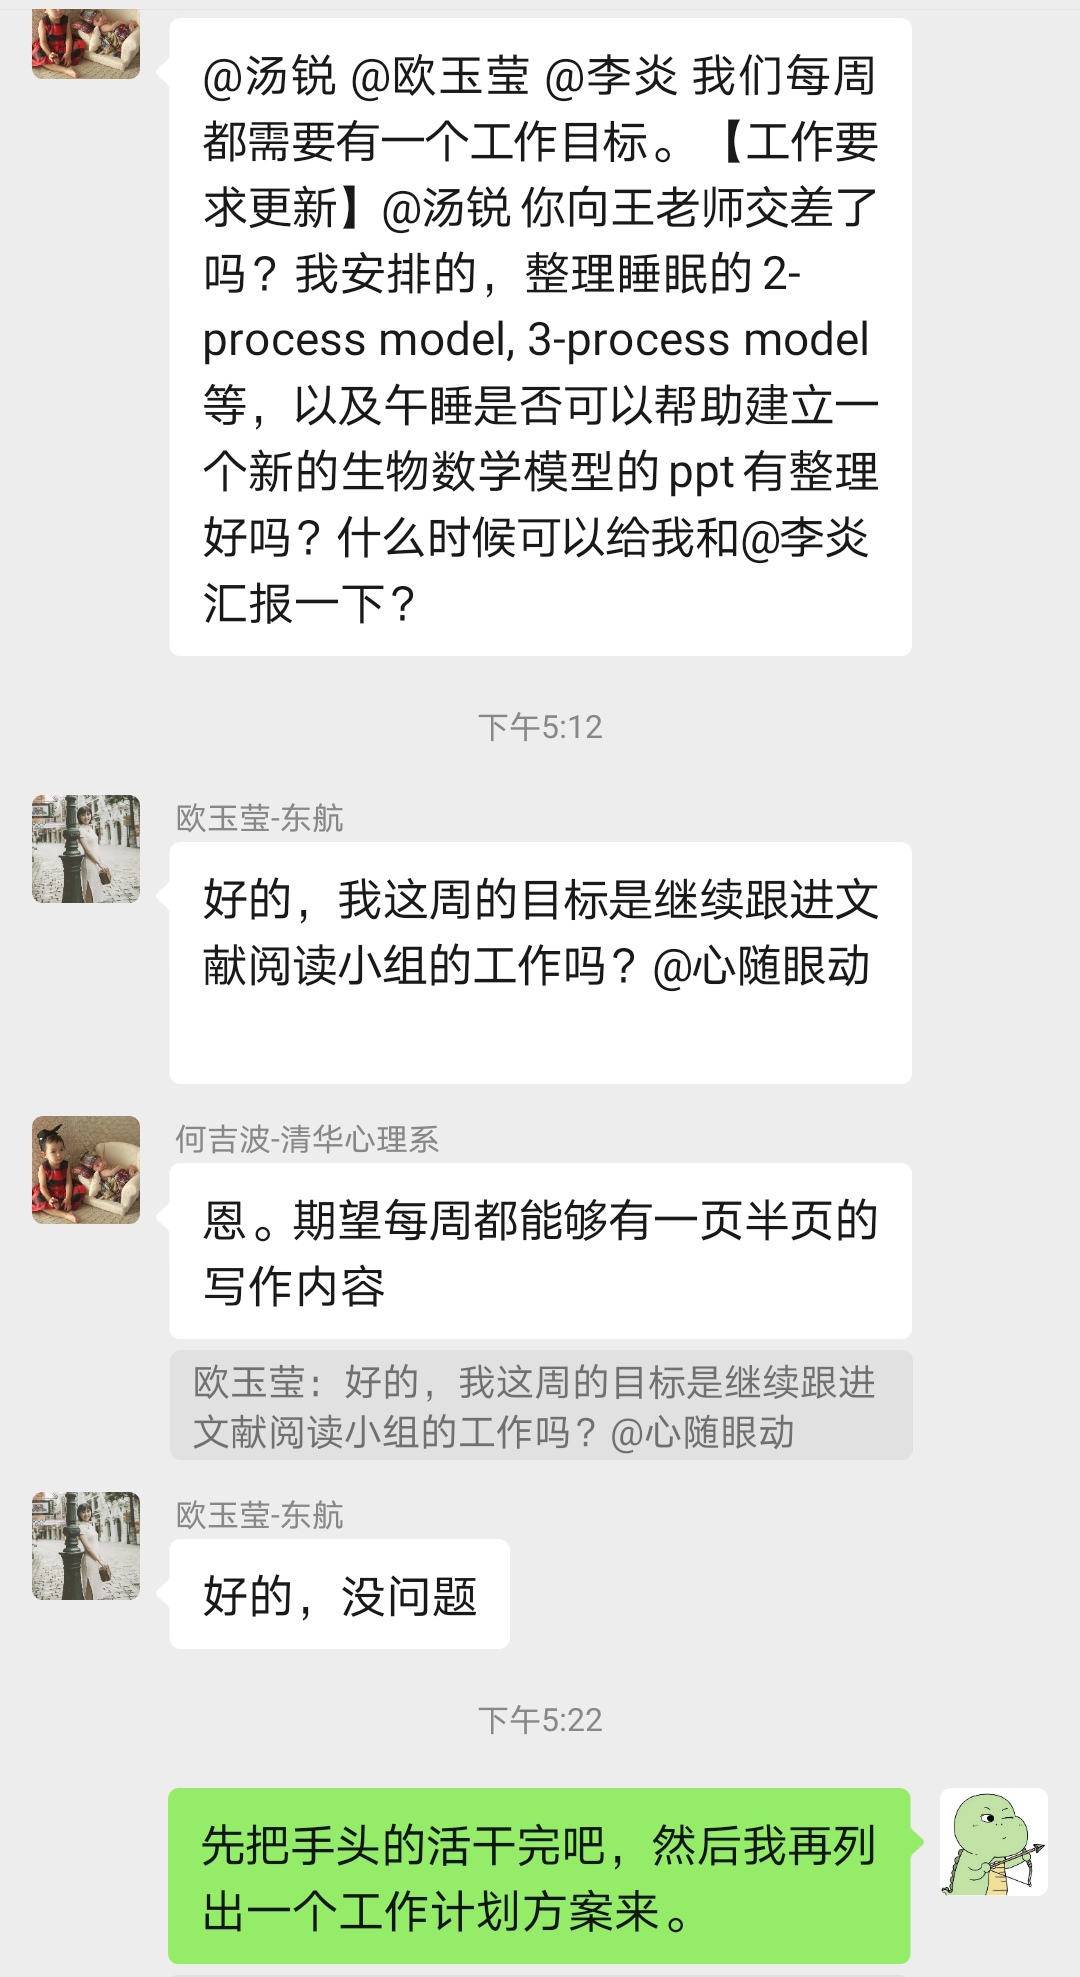 @汤锐 @欧玉莹 @李炎 我们每周
都需要有一个工作目标。【工作要
求更新】@汤锐 你向王老师交差了
吗？我安排的，整理睡眠的 2-
process model, 3-process model
等，以及午睡是否可以帮助建立一
个新的生物数学模型的 ppt 有整理
好吗？什么时候可以给我和@李炎
汇报一下？
下午5:12
欧玉莹-东航
好的，我这周的目标是继续跟进文
献阅读小组的工作吗？@心随眼动
何吉波-清华心理系
恩。期望每周都能够有一页半页的
写作内容
欧玉莹：好的，我这周的目标是继续跟进
文献阅读小组的工作吗？@心随眼动
欧玉莹-东航
好的，没问题
下午5:22
先把手头的活干完吧，然后我再列
出一个工作计划方案来。